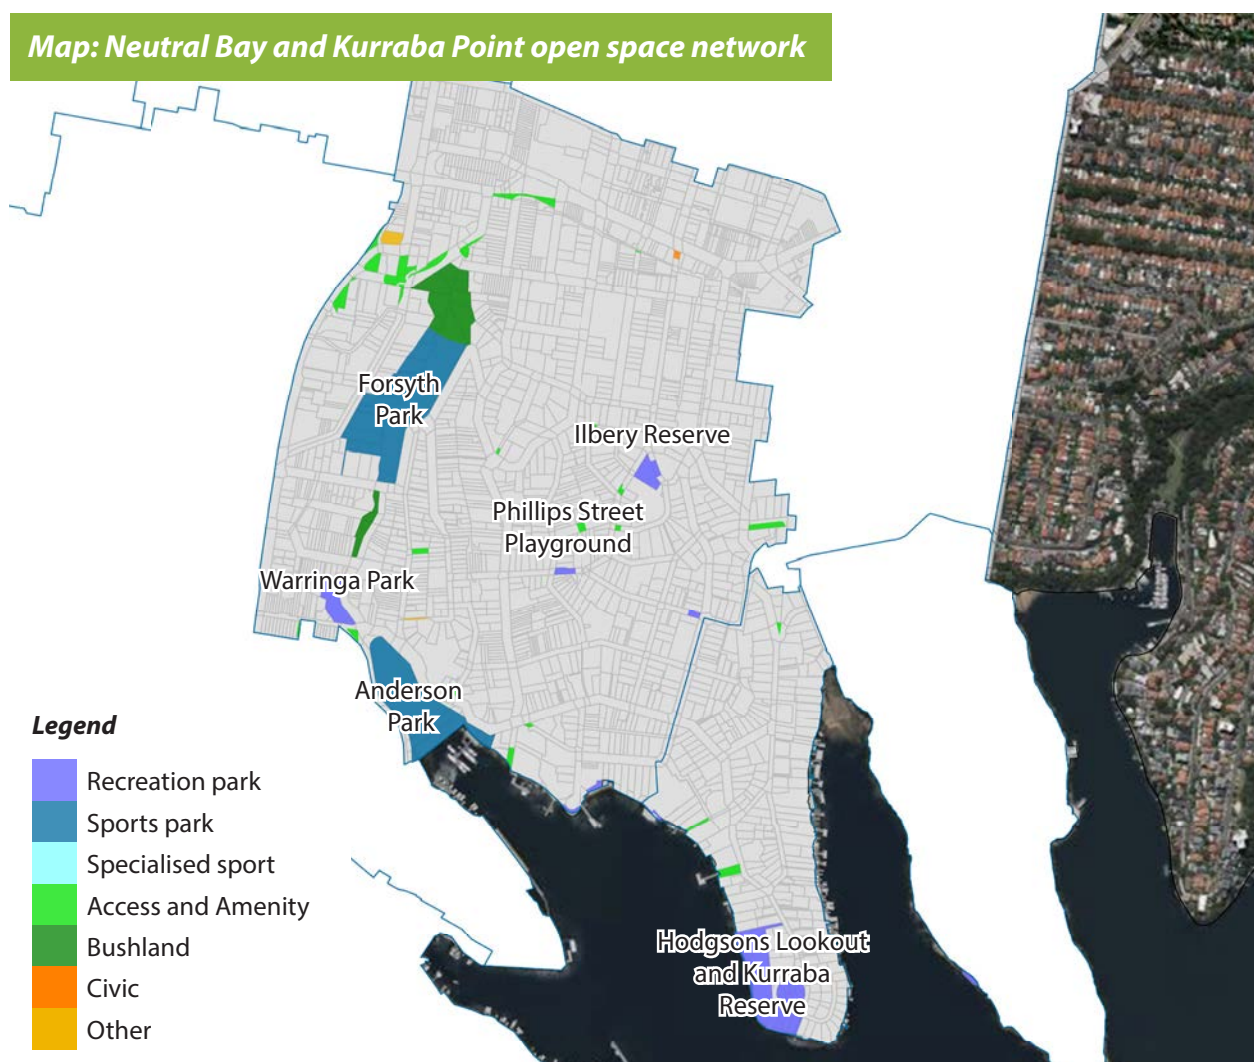 Map: Neutral Bay and Kurraba Point open space network
Forsyth
Park
Ilbery Reserve
Phillips Street
Playground
Warringa Park
Anderson
Park
Hodgsons Lookout
and Kurraba
Reserve
Legend
Recreation park
Sports park
Specialised sport
Access and Amenity
Bushland
Civic
Other